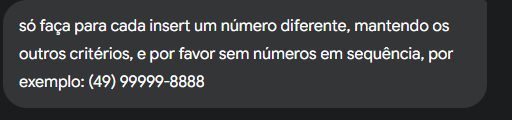 só faça para cada insert um número diferente, mantendo os
outros critérios, e por favor sem números em sequência, por
exemplo: (49) 99999-8888